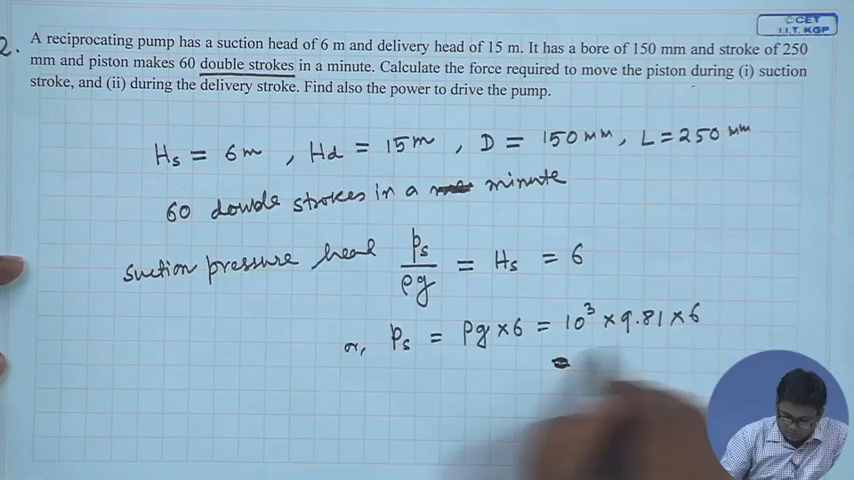 ©CET
I.I.T. KGP
2. A reciprocating pump has a suction head of 6 m and delivery head of 15 m. It has a bore of 150 mm and stroke of 250
mm and piston makes 60 double strokes in a minute. Calculate the force required to move the piston during (i) suction
stroke, and (ii) during the delivery stroke. Find also the power to drive the pump.
Hs = 6m , Hd = 15m , D = 150 mm, L = 250 mm
60 double strokes in a minute
suction pressure head ps/ρg = Hs = 6
or, ps = ρg × 6 = 10³ × 9.81 × 6